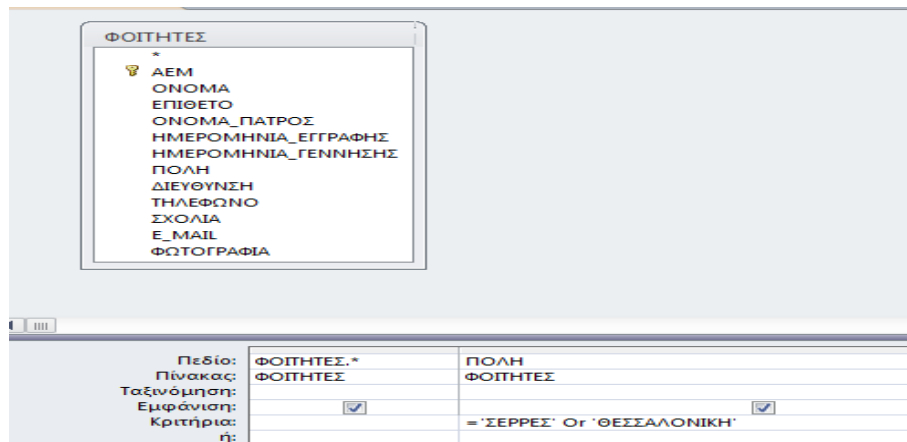 ΦΟΙΤΗΤΕΣ
*
ΑΕΜ
ΟΝΟΜΑ
ΕΠΙΘΕΤΟ
ΟΝΟΜΑ_ΠΑΤΡΟΣ
ΗΜΕΡΟΜΗΝΙΑ_ΕΓΓΡΑΦΗΣ
ΗΜΕΡΟΜΗΝΙΑ_ΓΕΝΝΗΣΗΣ
ΠΟΛΗ
ΔΙΕΥΘΥΝΣΗ
ΤΗΛΕΦΩΝΟ
ΣΧΟΛΙΑ
E_MAIL
ΦΩΤΟΓΡΑΦΙΑ
Πεδίο: ΦΟΙΤΗΤΕΣ.* ΠΟΛΗ
Πίνακας: ΦΟΙΤΗΤΕΣ ΦΟΙΤΗΤΕΣ
Ταξινόμηση:
Εμφάνιση:
Κριτήρια: ='ΣΕΡΡΕΣ' Or 'ΘΕΣΣΑΛΟΝΙΚΗ'
ή: